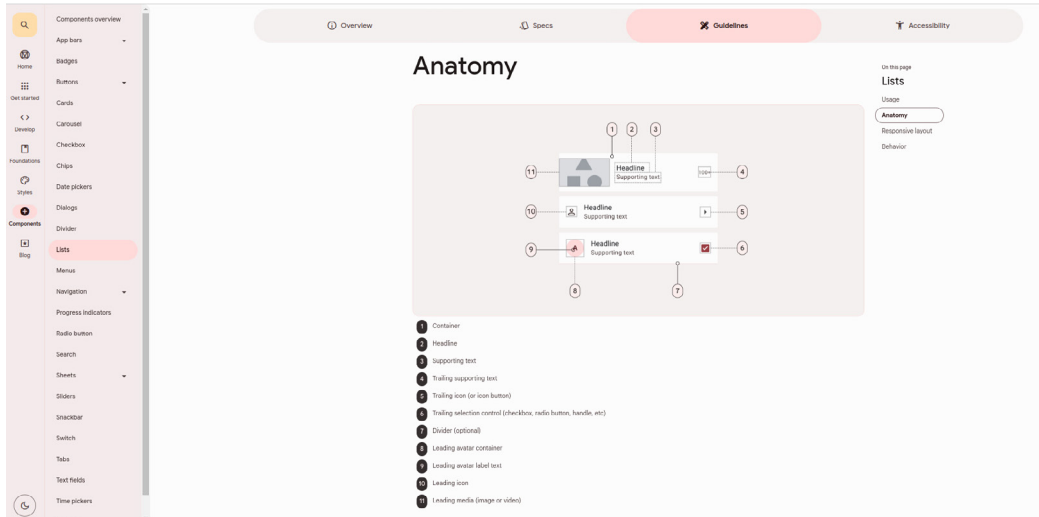 Home
Get started
Develop
Foundations
Styles
Components
Blog
Components overview
App bars
Badges
Buttons
Cards
Carousel
Checkbox
Chips
Date pickers
Dialogs
Divider
Lists
Menus
Navigation
Progress indicators
Radio button
Search
Sheets
Sliders
Snackbar
Switch
Tabs
Text fields
Time pickers
Overview
Specs
Guidelines
Accessibility
Anatomy
1 2 3
11 Headline 100+ 4
Supporting text
10 Headline 5
Supporting text
9 A Headline 6
Supporting text
8 7
1 Container
2 Headline
3 Supporting text
4 Trailing supporting text
5 Trailing icon (or icon button)
6 Trailing selection control (checkbox, radio button, handle, etc)
7 Divider (optional)
8 Leading avatar container
9 Leading avatar label text
10 Leading icon
11 Leading media (image or video)
On this page
Lists
Usage
Anatomy
Responsive layout
Behavior